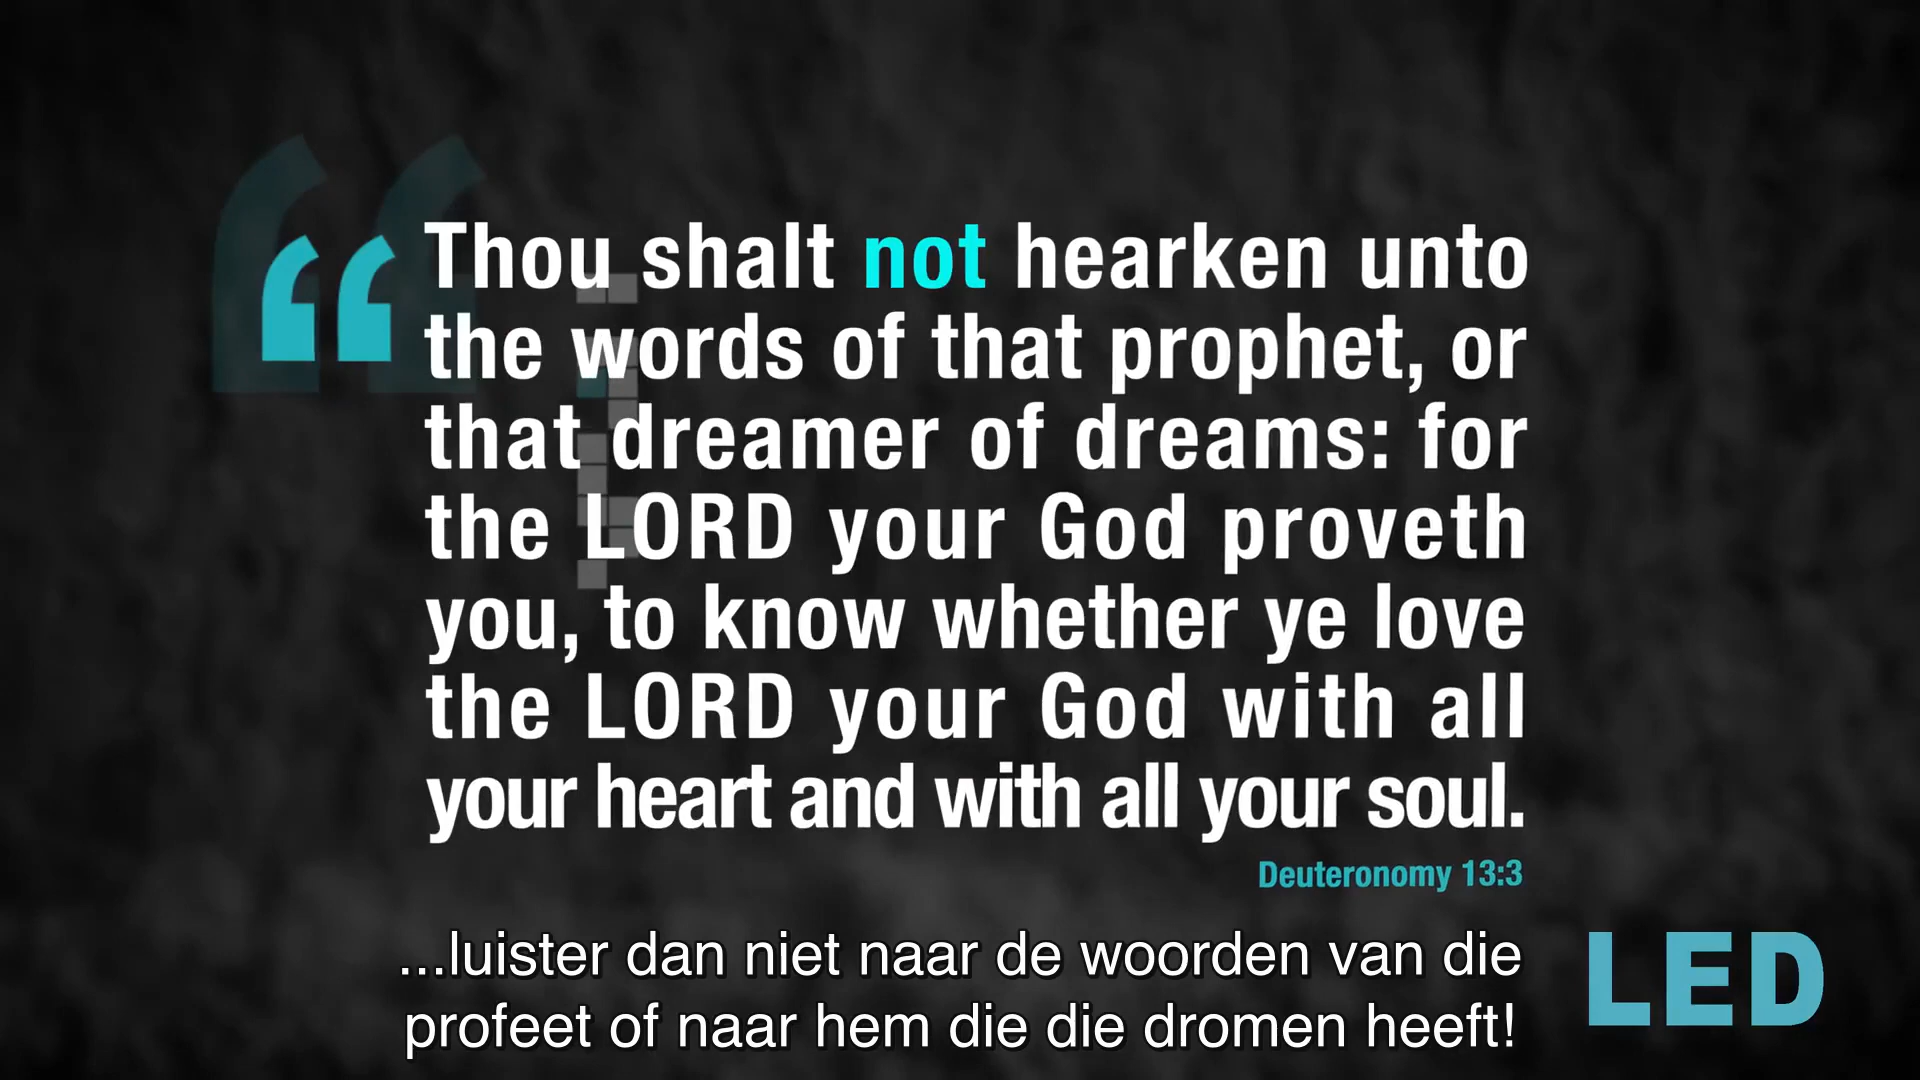 “Thou shalt not hearken unto
the words of that prophet, or
that dreamer of dreams: for
the LORD your God proveth
you, to know whether ye love
the LORD your God with all
your heart and with all your soul.
Deuteronomy 13:3
...luister dan niet naar de woorden van die
profeet of naar hem die die dromen heeft!
LED